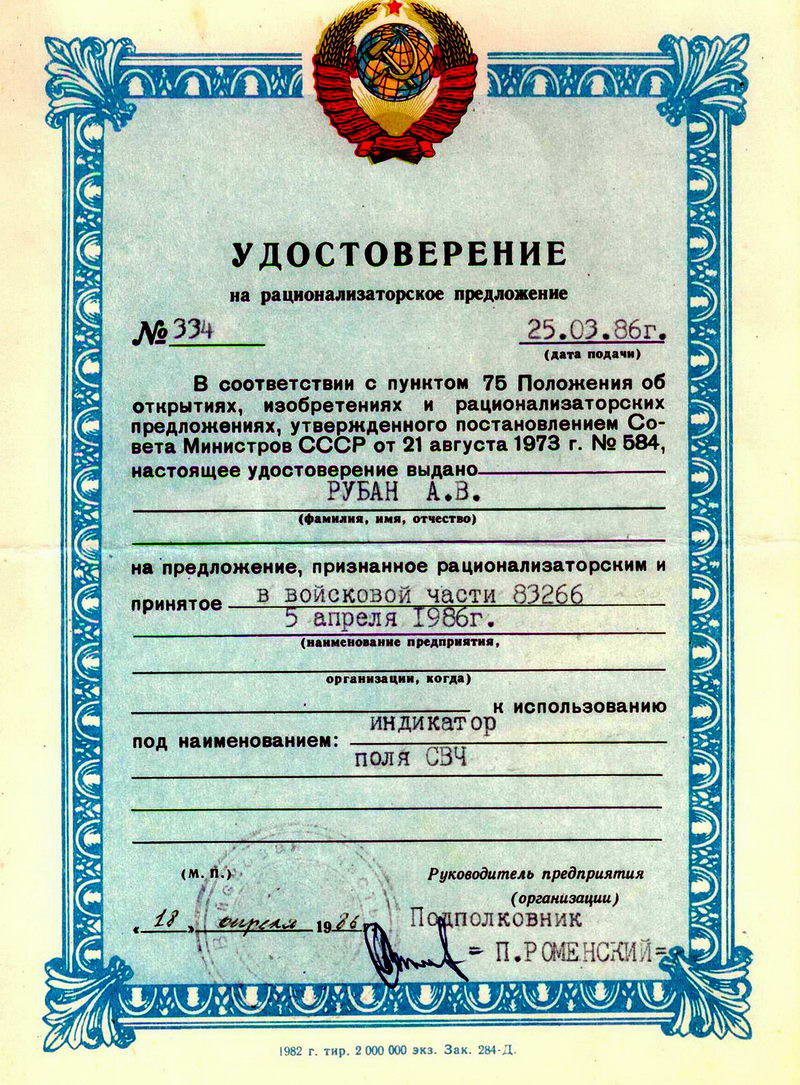 УДОСТОВЕРЕНИЕ
на рационализаторское предложение
№ 334 25.03.86г.
(дата подачи)
В соответствии с пунктом 75 Положения об
открытиях, изобретениях и рационализаторских
предложениях, утвержденного постановлением Со-
вета Министров СССР от 21 августа 1973 г. № 584,
настоящее удостоверение выдано
РУБАН А.В.
(фамилия, имя, отчество)
на предложение, признанное рационализаторским и
принятое в войсковой части 83266
5 апреля 1986г.
(наименование предприятия,
организации, когда)
к использованию
индикатор
под наименованием:
поля СВЧ
(М. П.) Руководитель предприятия
(организации)
Подполковник
„ 18 " апреля 1986 г.
= П.РОМЕНСКИЙ=
1982 г. тир. 2 000 000 экз. Зак. 284-Д.